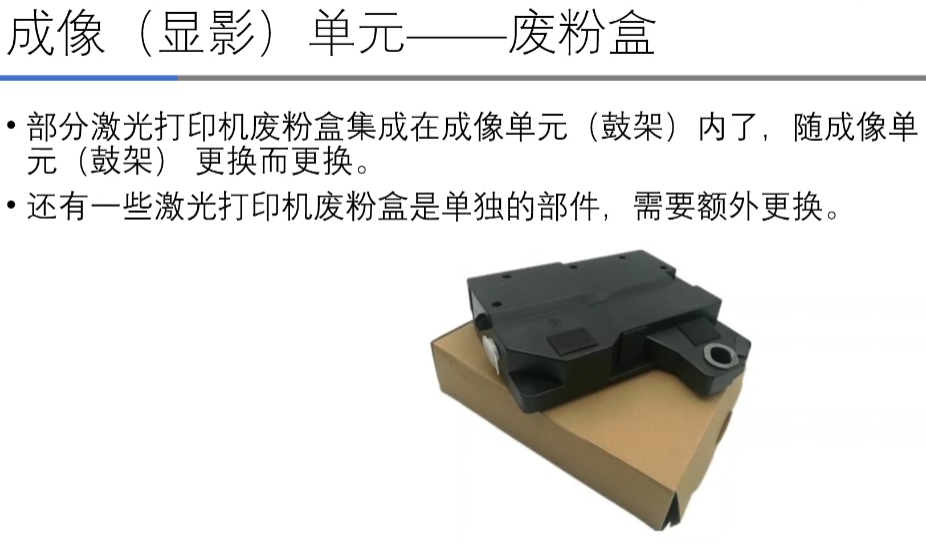 成像（显影）单元——废粉盒
• 部分激光打印机废粉盒集成在成像单元（鼓架）内了，随成像单
元（鼓架） 更换而更换。
• 还有一些激光打印机废粉盒是单独的部件，需要额外更换。